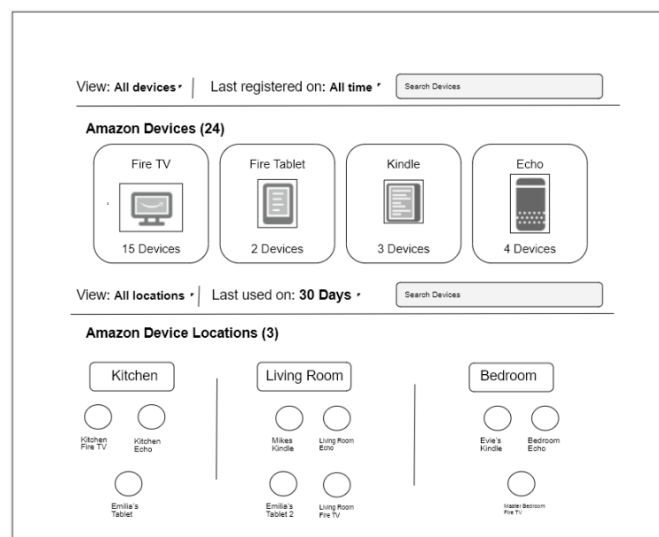 View: All devices Last registered on: All time Search Devices
Amazon Devices (24)
Fire TV Fire Tablet Kindle Echo
15 Devices 2 Devices 3 Devices 4 Devices
View: All locations Last used on: 30 Days Search Devices
Amazon Device Locations (3)
Kitchen Living Room Bedroom
Kitchen
Fire TV
Kitchen
Echo
Mikes
Kindle
Living Room
Echo
Evie's
Kindle
Bedroom
Echo
Emilia's
Tablet
Emilia's
Tablet 2
Living Room
Fire TV
Master Bedroom
Fire TV